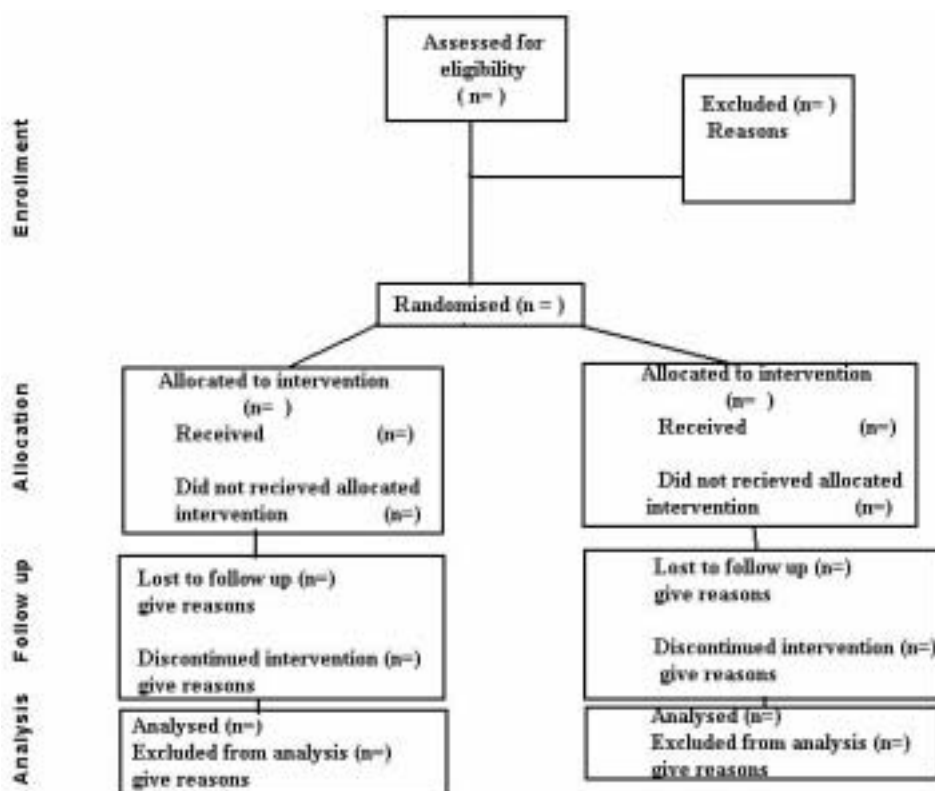 Assessed for
eligibility
( n= )
Excluded (n= )
Reasons
Enrollment
Randomised (n = )
Allocation
Allocated to intervention
(n= )
Received (n=)
Did not recieved allocated
intervention (n=)
Allocated to intervention
(n= )
Received (n=)
Did not recieved allocated
intervention (n=)
Follow up
Lost to follow up (n=)
give reasons
Discontinued intervention (n=)
give reasons
Lost to follow up (n=)
give reasons
Discontinued intervention (n=)
give reasons
Analysis
Analysed (n=)
Excluded from analysis (n=)
give reasons
Analysed (n=)
Excluded from analysis (n=)
give reasons